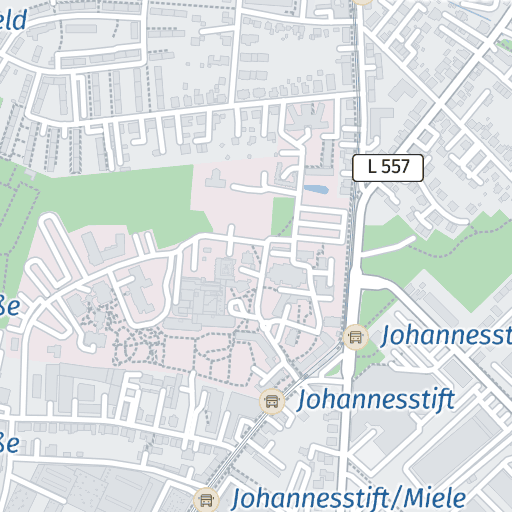 eld
L 557
ße
Johannesst
Johannesstift
ße
Johannesstift/Miele